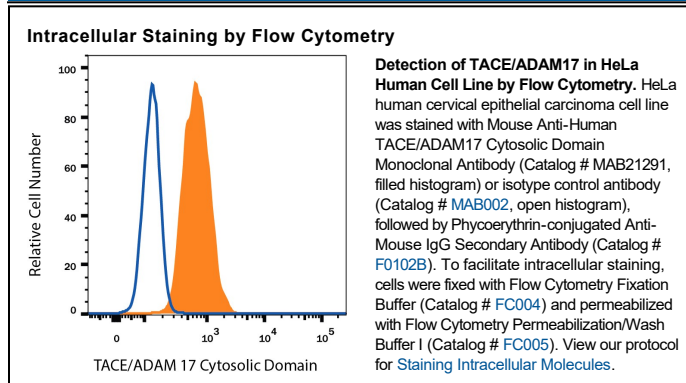 Intracellular Staining by Flow Cytometry
100
80
60
40
20
0
Relative Cell Number
0
10³
10⁴
10⁵
TACE/ADAM 17 Cytosolic Domain
Detection of TACE/ADAM17 in HeLa
Human Cell Line by Flow Cytometry. HeLa
human cervical epithelial carcinoma cell line
was stained with Mouse Anti-Human
TACE/ADAM17 Cytosolic Domain
Monoclonal Antibody (Catalog # MAB21291,
filled histogram) or isotype control antibody
(Catalog # MAB002, open histogram),
followed by Phycoerythrin-conjugated Anti-
Mouse IgG Secondary Antibody (Catalog #
F0102B). To facilitate intracellular staining,
cells were fixed with Flow Cytometry Fixation
Buffer (Catalog # FC004) and permeabilized
with Flow Cytometry Permeabilization/Wash
Buffer I (Catalog # FC005). View our protocol
for Staining Intracellular Molecules.